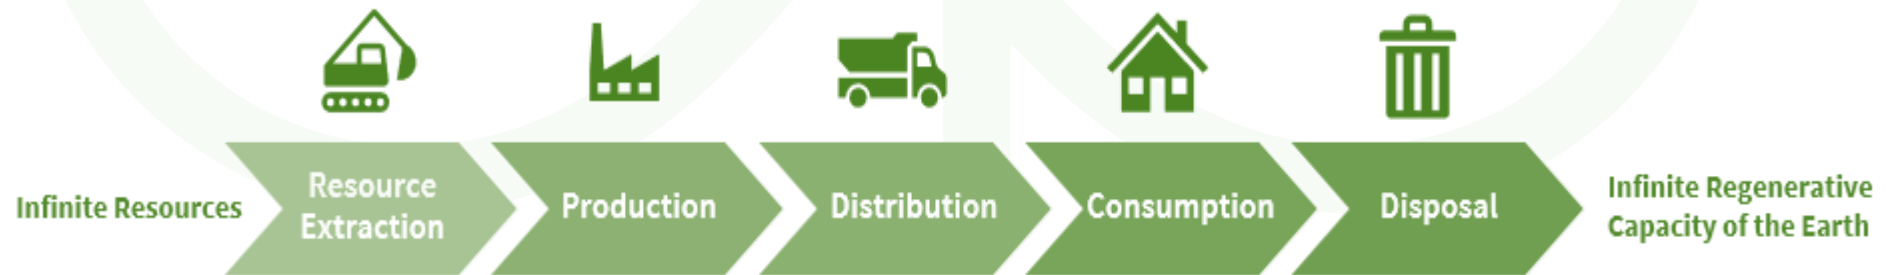 Infinite Resources
Resource
Extraction
Production
Distribution
Consumption
Disposal
Infinite Regenerative
Capacity of the Earth